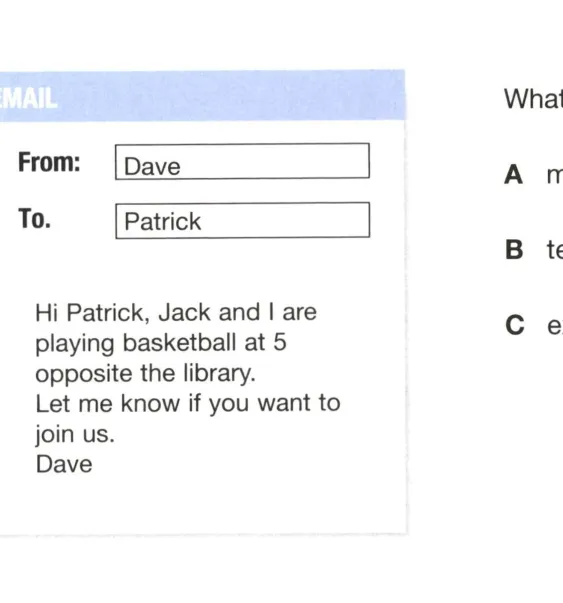 EMAIL
From: Dave
To. Patrick
Hi Patrick, Jack and I are
playing basketball at 5
opposite the library.
Let me know if you want to
join us.
Dave
What
A
B
C